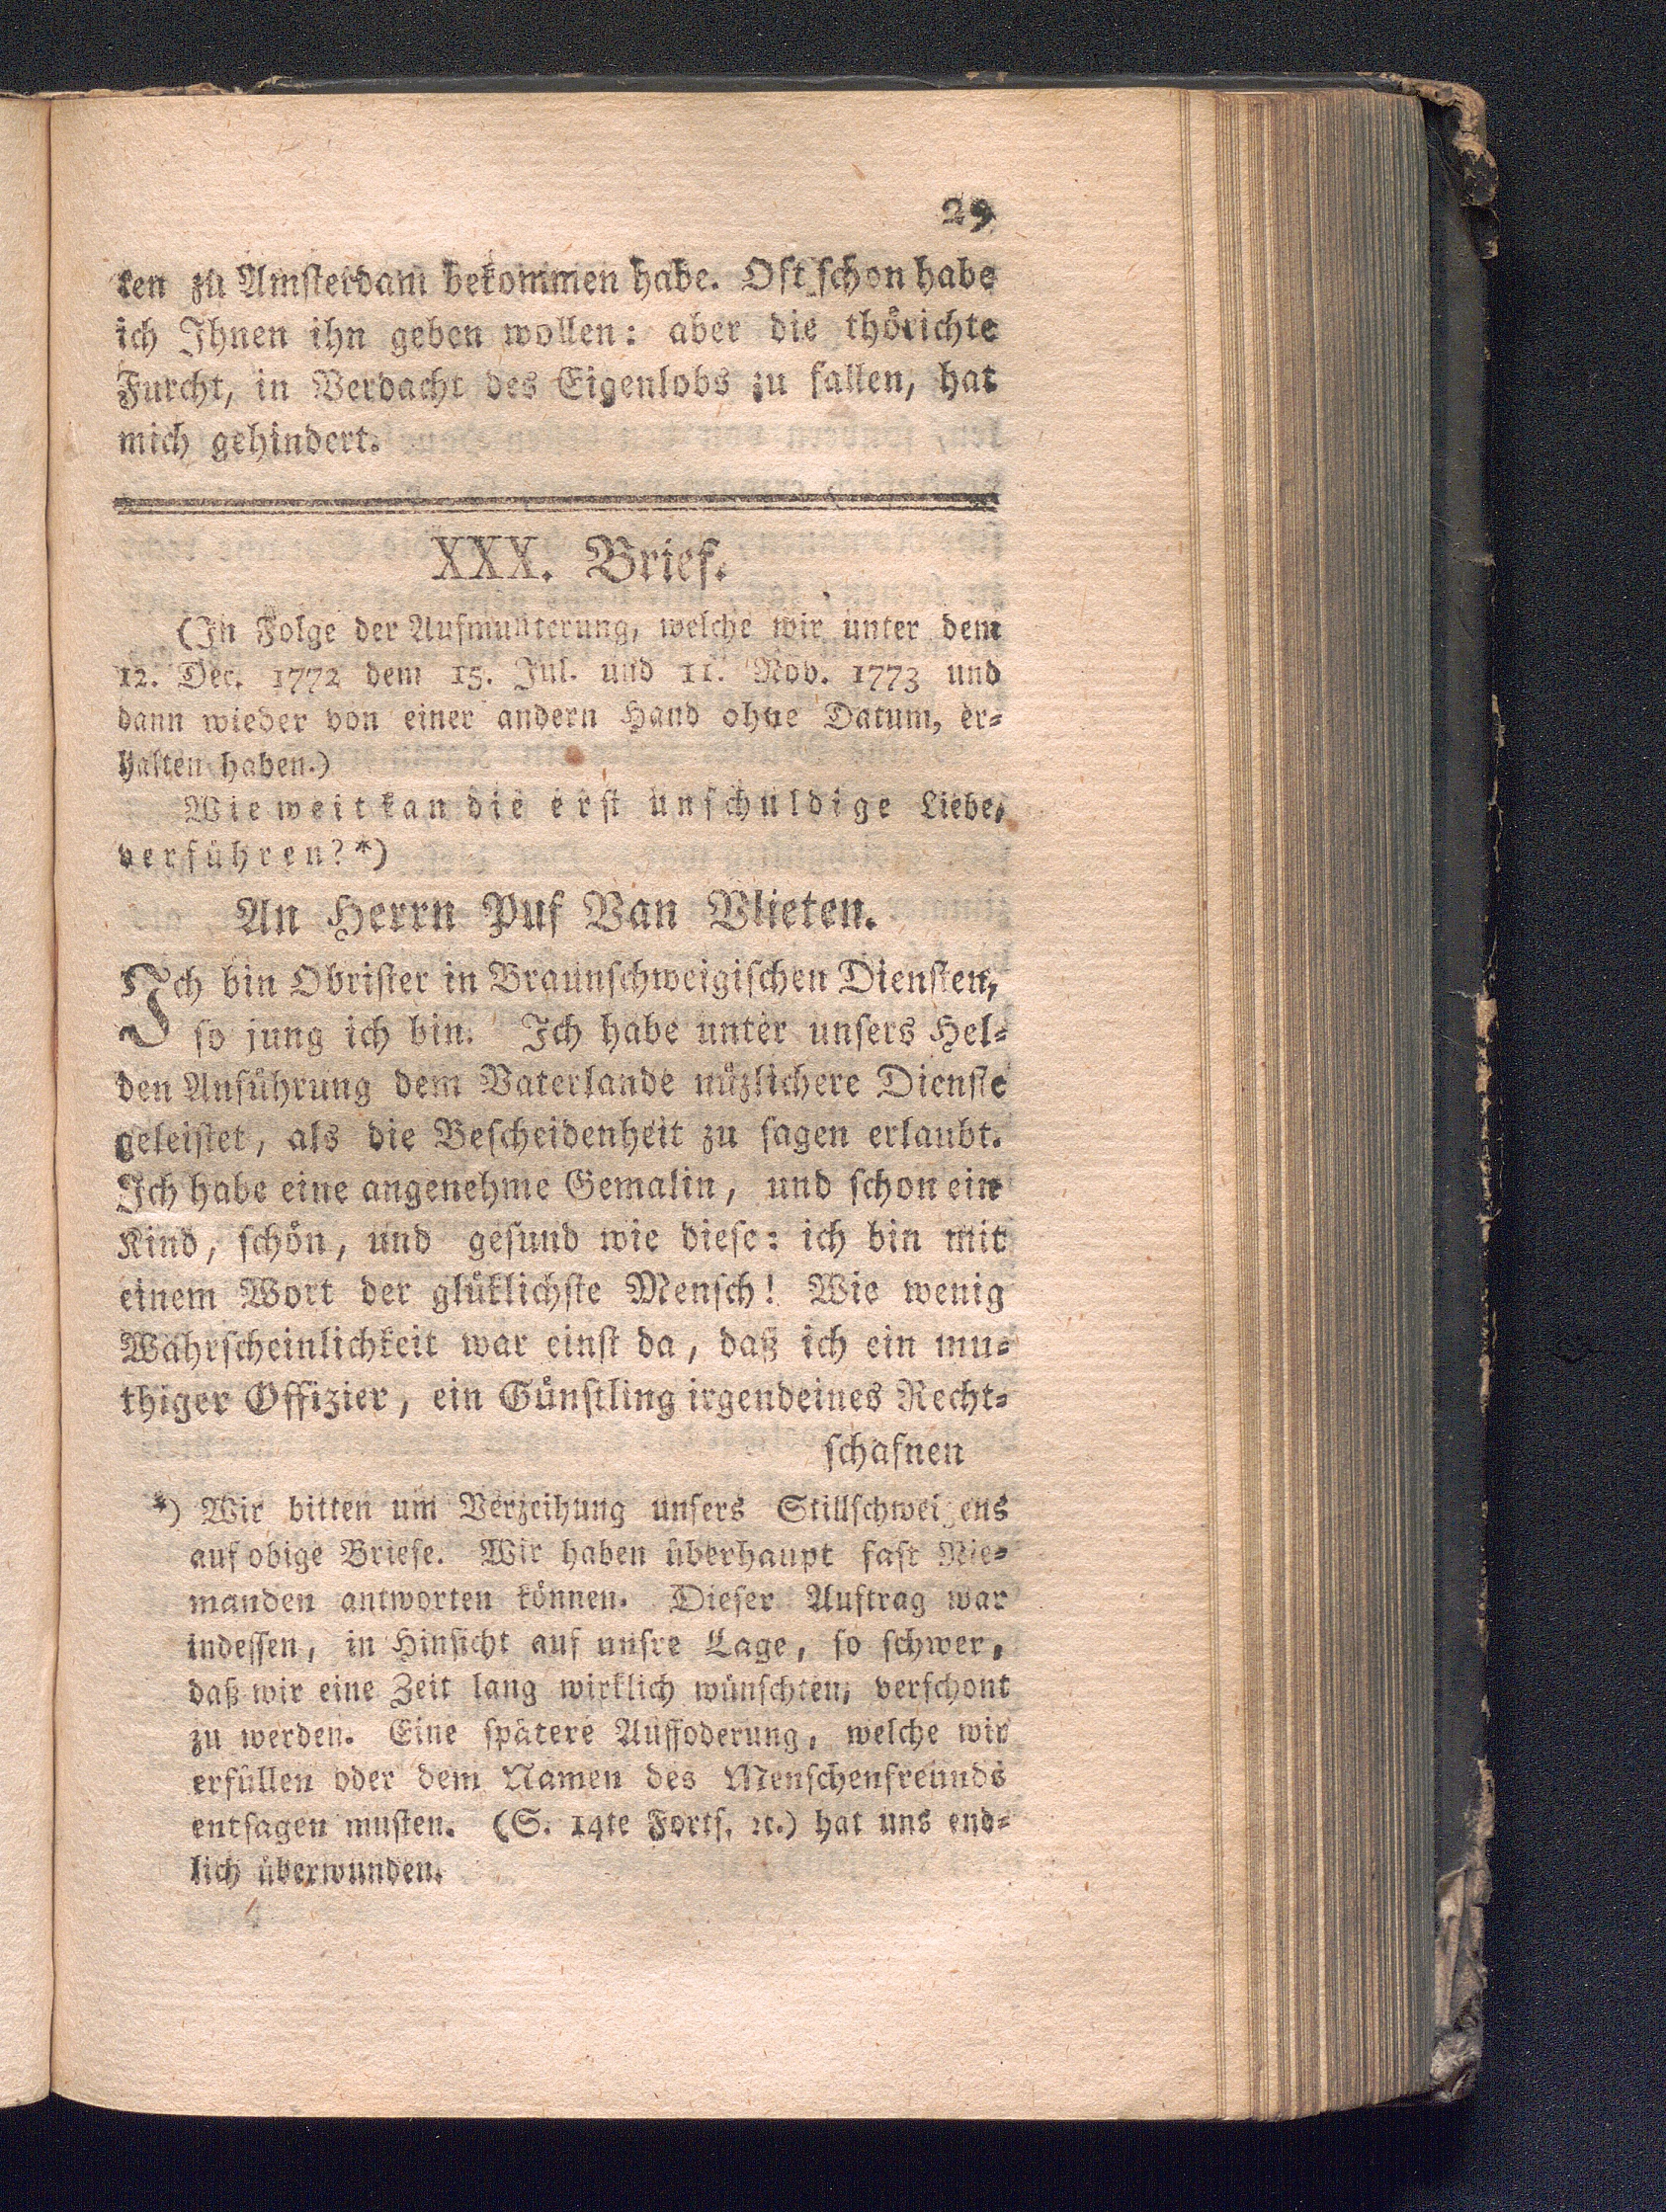 29
ten zu Amsterdam bekommen habe. Oft schon habe
ich Ihnen ihn geben wollen: aber die thörichte
Furcht, in Verdacht des Eigenlobs zu fallen, hat
mich gehindert.
XXX. Brief.
(In Folge der Aufmunterung, welche wir unter dem
12. Dec. 1772 dem 15. Jul. und 11. Nov. 1773 und
dann wieder von einer andern Hand ohne Datum, er-
halten haben.)
Wie weit kan die erst unschuldige Liebe,
verführen? *)
An Herrn Puf Van Vlieten.
Ich bin Obrister in Braunschweigischen Diensten,
so jung ich bin. Ich habe unter unsers Hel-
den Anführung dem Vaterlande nüzlichere Dienste
geleistet, als die Bescheidenheit zu sagen erlaubt.
Ich habe eine angenehme Gemalin, und schon ein
Kind, schön, und gesund wie diese: ich bin mit
einem Wort der glüklichste Mensch! Wie wenig
Wahrscheinlichkeit war einst da, daß ich ein mu-
thiger Offizier, ein Günstling irgendeines Recht-
schafnen
*) Wir bitten um Verzeihung unsers Stillschweigens
auf obige Briefe. Wir haben überhaupt fast Nie-
manden antworten können. Dieser Auftrag war
indessen, in Hinsicht auf unsre Lage, so schwer,
daß wir eine Zeit lang wirklich wünschten, verschont
zu werden. Eine spätere Auffoderung, welche wir
erfüllen oder dem Namen des Menschenfreunds
entsagen musten. (S. 14te Forts. ꝛc.) hat uns end-
lich überwunden.